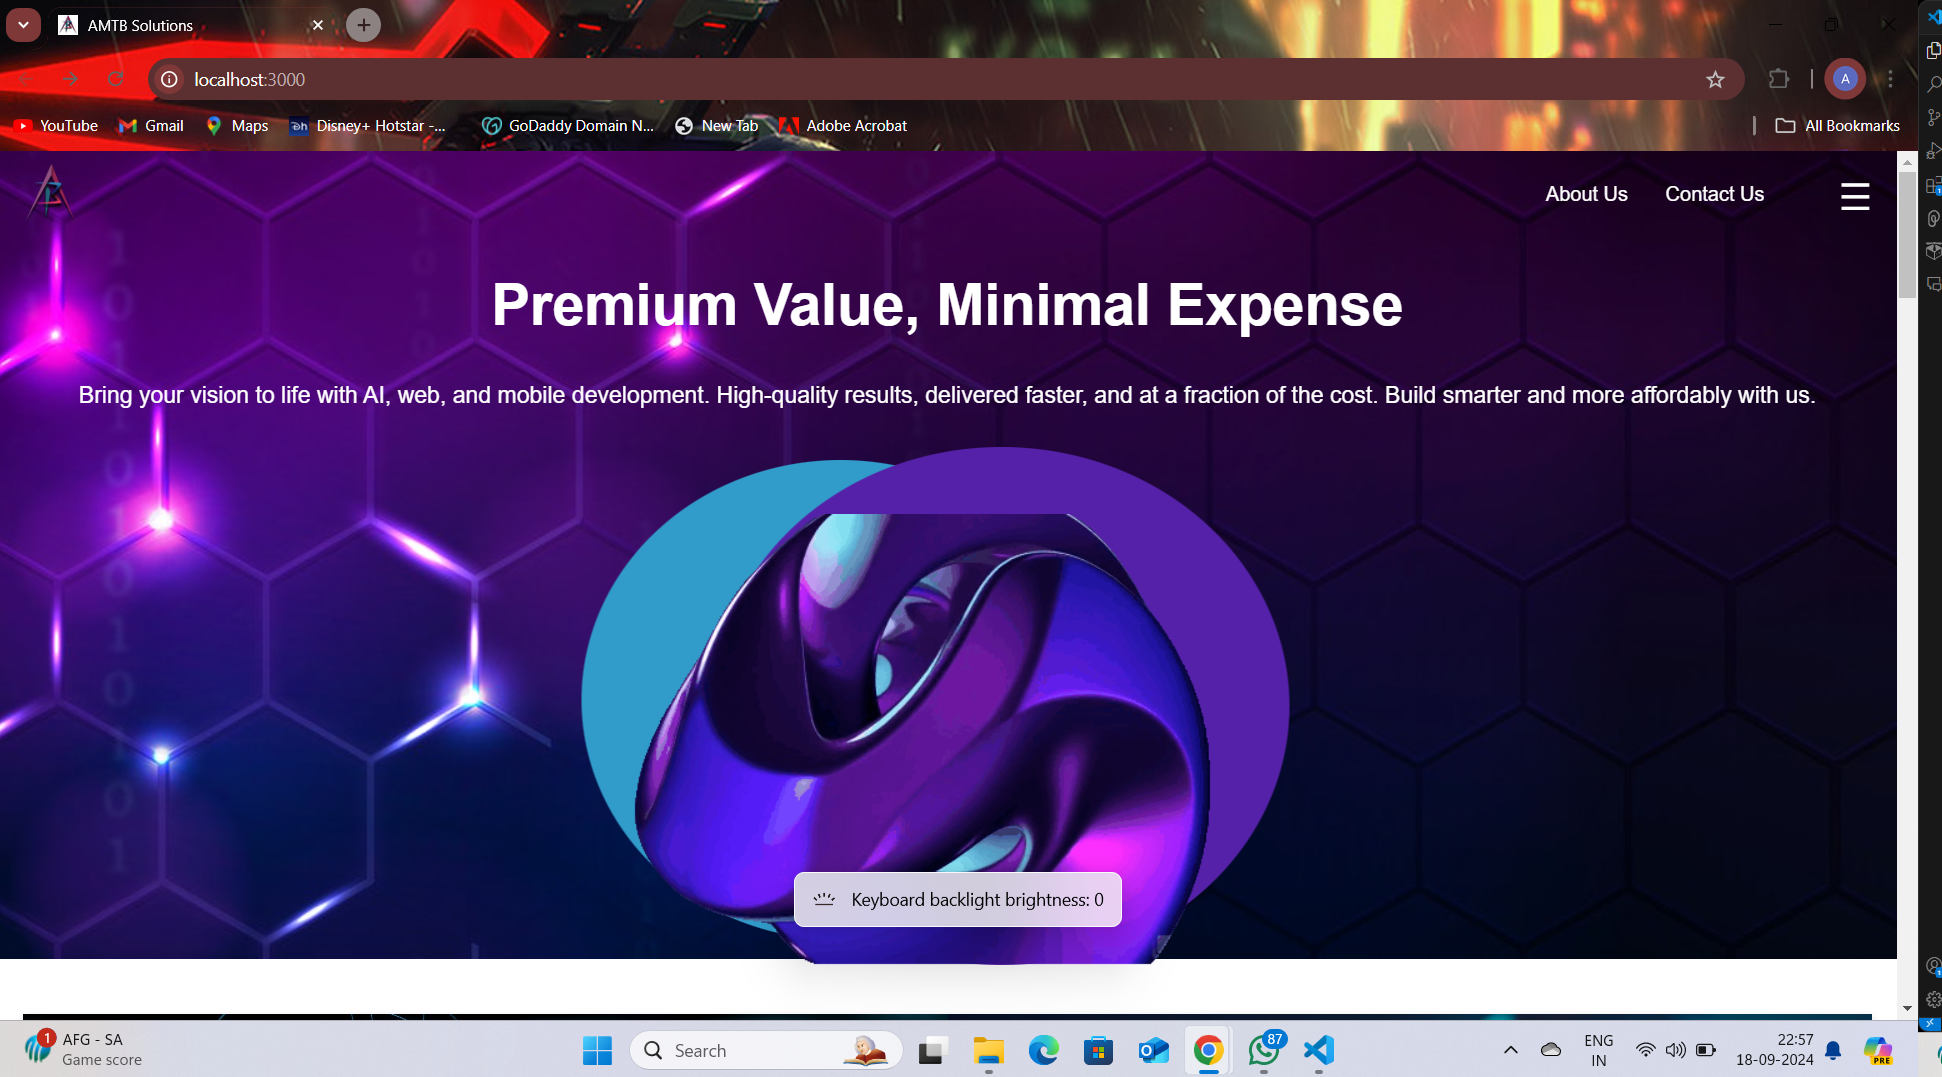 AMTB Solutions
localhost:3000
YouTube
Gmail
Maps
Disney+ Hotstar -...
GoDaddy Domain N...
New Tab
Adobe Acrobat
All Bookmarks
A
About Us
Contact Us
Premium Value, Minimal Expense
Bring your vision to life with AI, web, and mobile development. High-quality results, delivered faster, and at a fraction of the cost. Build smarter and more affordably with us.
Keyboard backlight brightness: 0
1
AFG - SA
Game score
Search
87
ENG
IN
22:57
18-09-2024
PRE